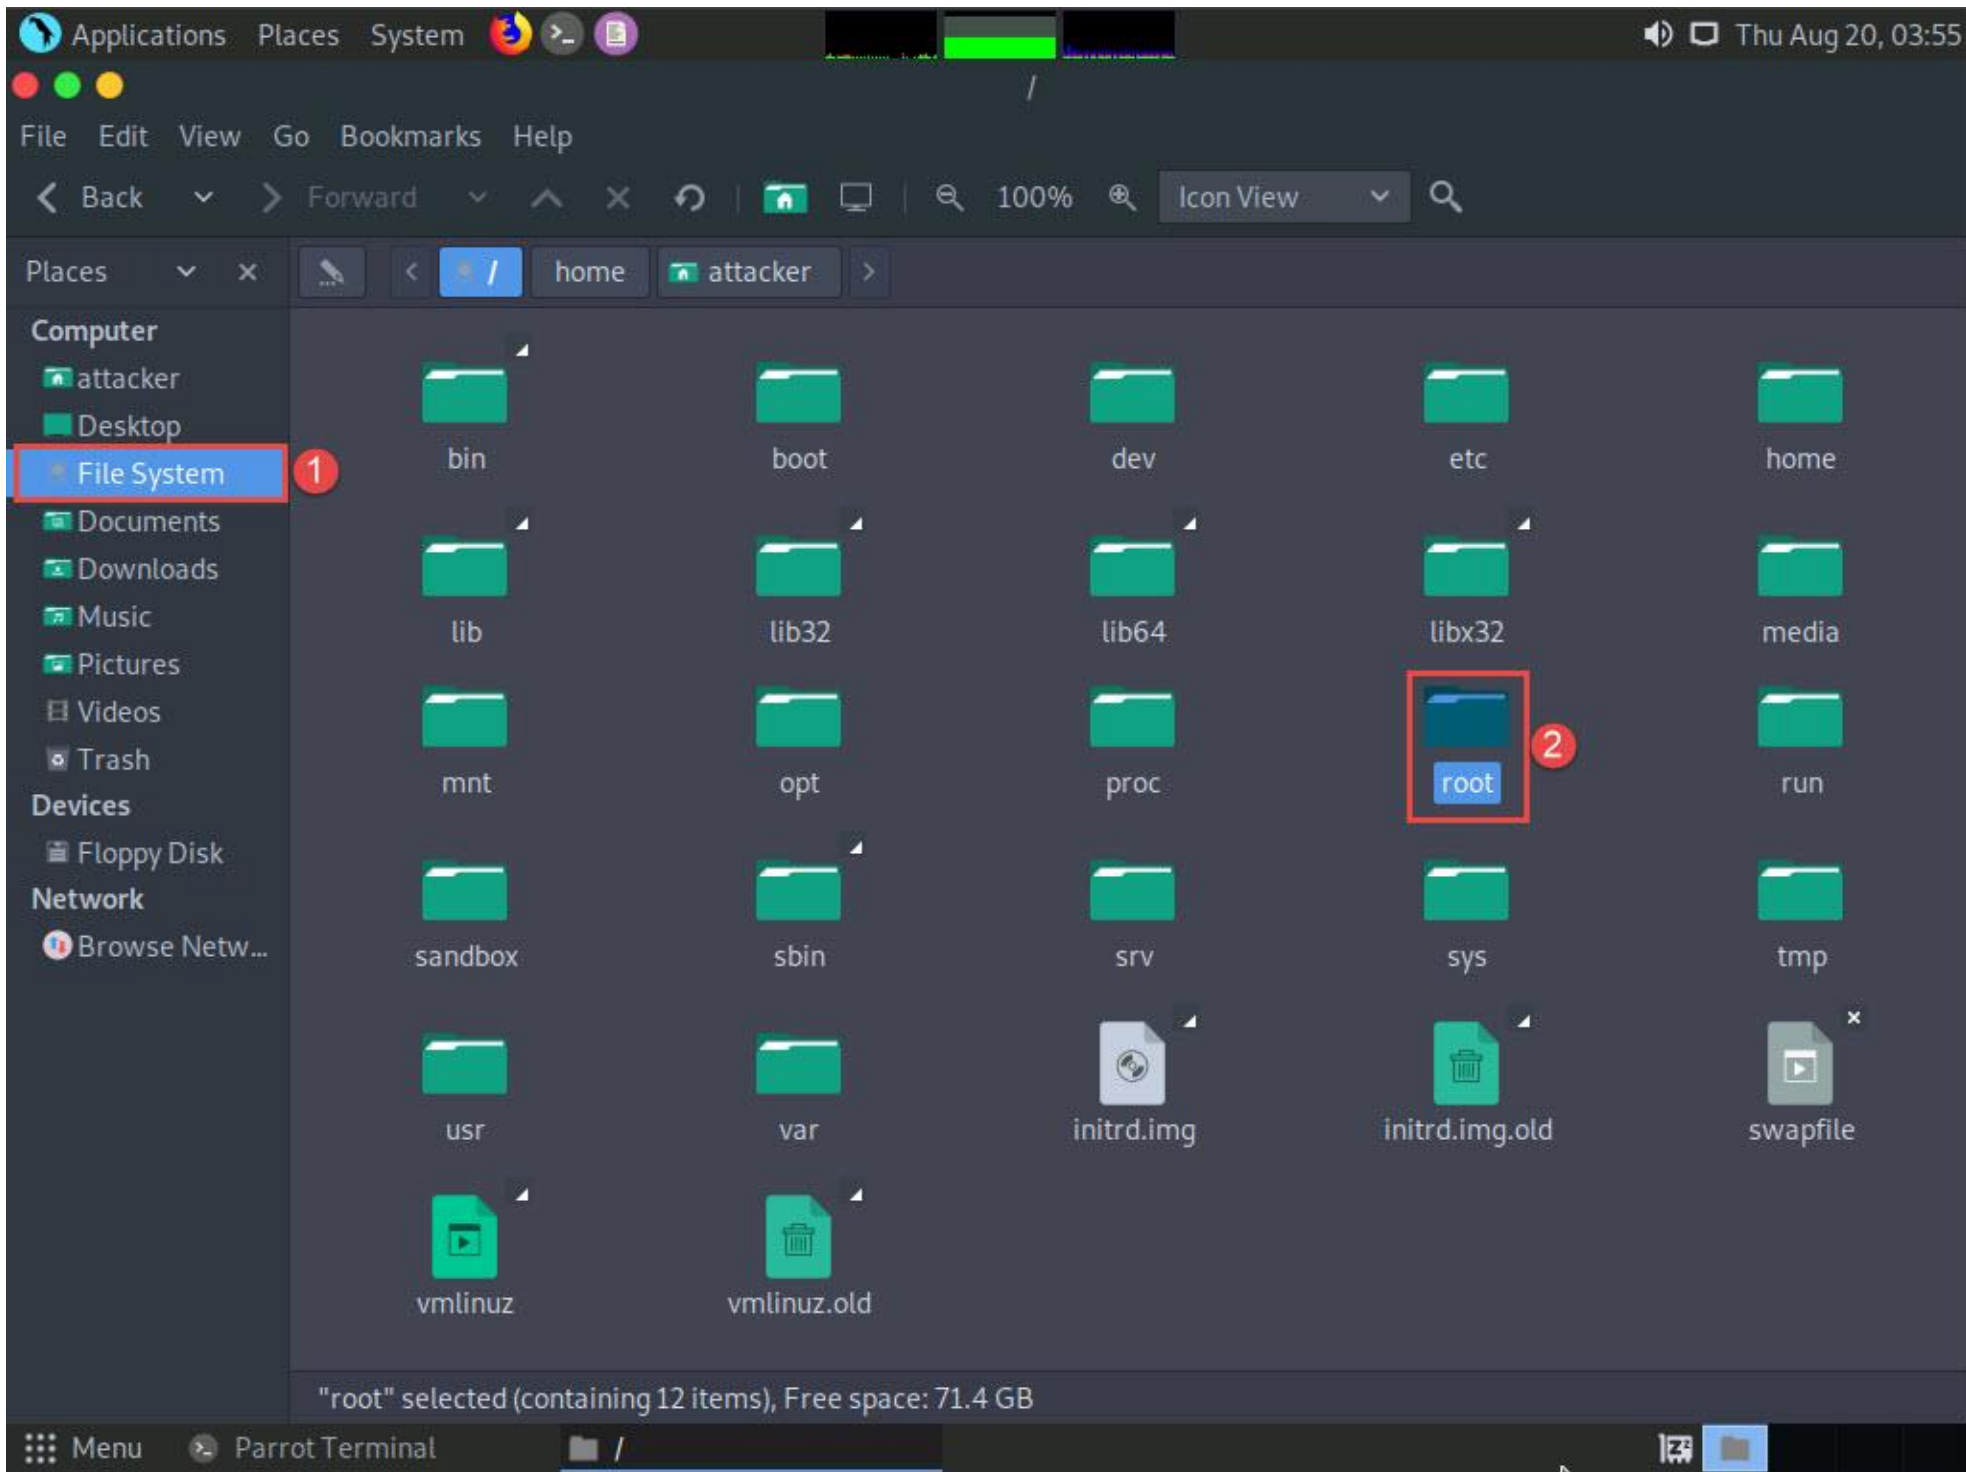 Applications Places System Thu Aug 20, 03:55
/
File Edit View Go Bookmarks Help
Back Forward 100% Icon View
Places / home attacker
Computer
attacker
Desktop
File System 1
Documents
Downloads
Music
Pictures
Videos
Trash
Devices
Floppy Disk
Network
Browse Netw...
bin boot dev etc home
lib lib32 lib64 libx32 media
mnt opt proc root 2 run
sandbox sbin srv sys tmp
usr var initrd.img initrd.img.old swapfile
vmlinuz vmlinuz.old
"root" selected (containing 12 items), Free space: 71.4 GB
Menu Parrot Terminal /